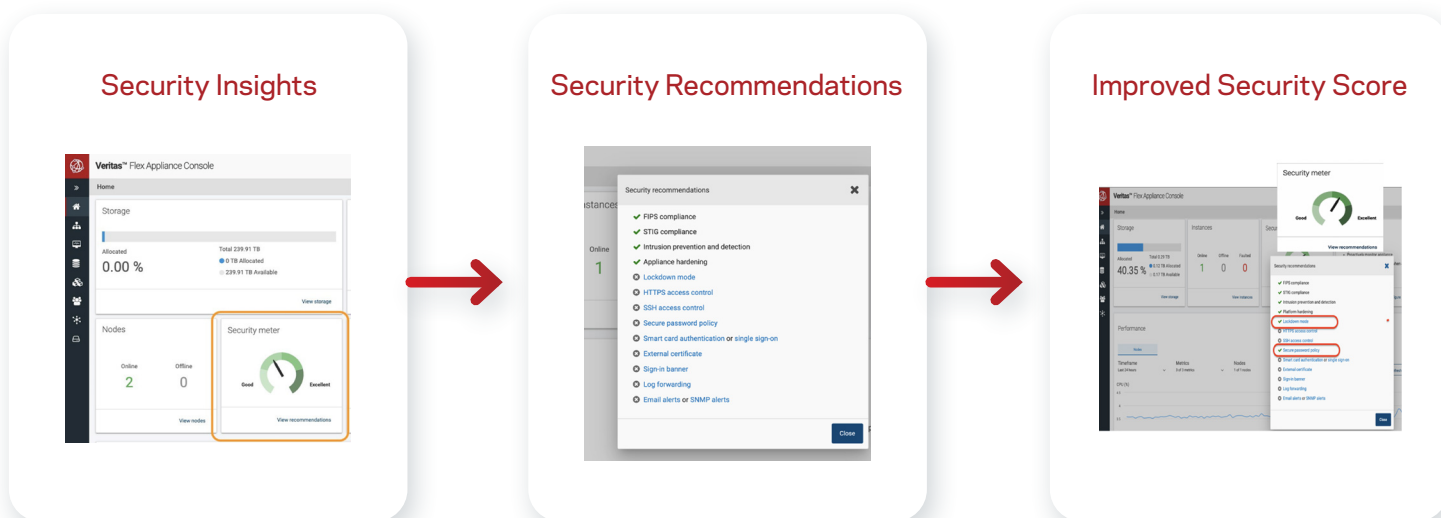 Security Insights
Veritas™ Flex Appliance Console
Home
Storage
Allocated
0.00 %
Total 239.91 TB
0 TB Allocated
239.91 TB Available
View storage
Nodes
Online
Offline
2
0
View nodes
Security meter
Good
Excellent
View recommendations
Security Recommendations
Online
1
Security recommendations
FIPS compliance
STIG compliance
Intrusion prevention and detection
Appliance hardening
Lockdown mode
HTTPS access control
SSH access control
Secure password policy
Smart card authentication or single sign-on
External certificate
Sign-in banner
Log forwarding
Email alerts or SNMP alerts
Close
Improved Security Score
Security meter
Good
Excellent
View recommendations
Veritas™ Flex Appliance Console
Home
Storage
Allocated
40.35 %
View storage
Instances
Online
Offline
Faulted
1
0
0
View instances
Security recommendations
FIPS compliance
STIG compliance
Intrusion prevention and detection
Platform hardening
Lockdown mode
HTTPS access control
SSH access control
Secure password policy
Smart card authentication or single sign-on
External certificate
Sign-in banner
Log forwarding
Email alerts or SNMP alerts
Close
Performance
Timeframe
Metrics
Nodes
CPU (%)